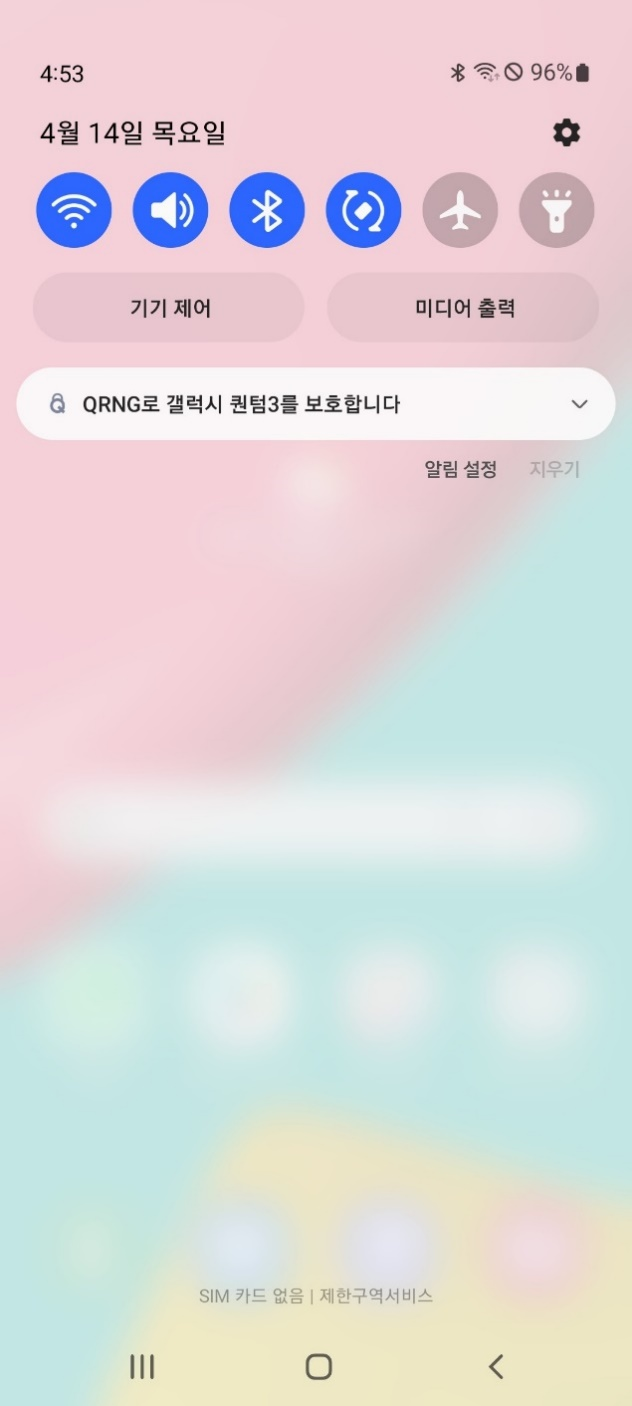 4:53
96%
4월 14일 목요일
기기 제어
미디어 출력
QRNG로 갤럭시 퀀텀3를 보호합니다
알림 설정
지우기
SIM 카드 없음 | 제한구역서비스